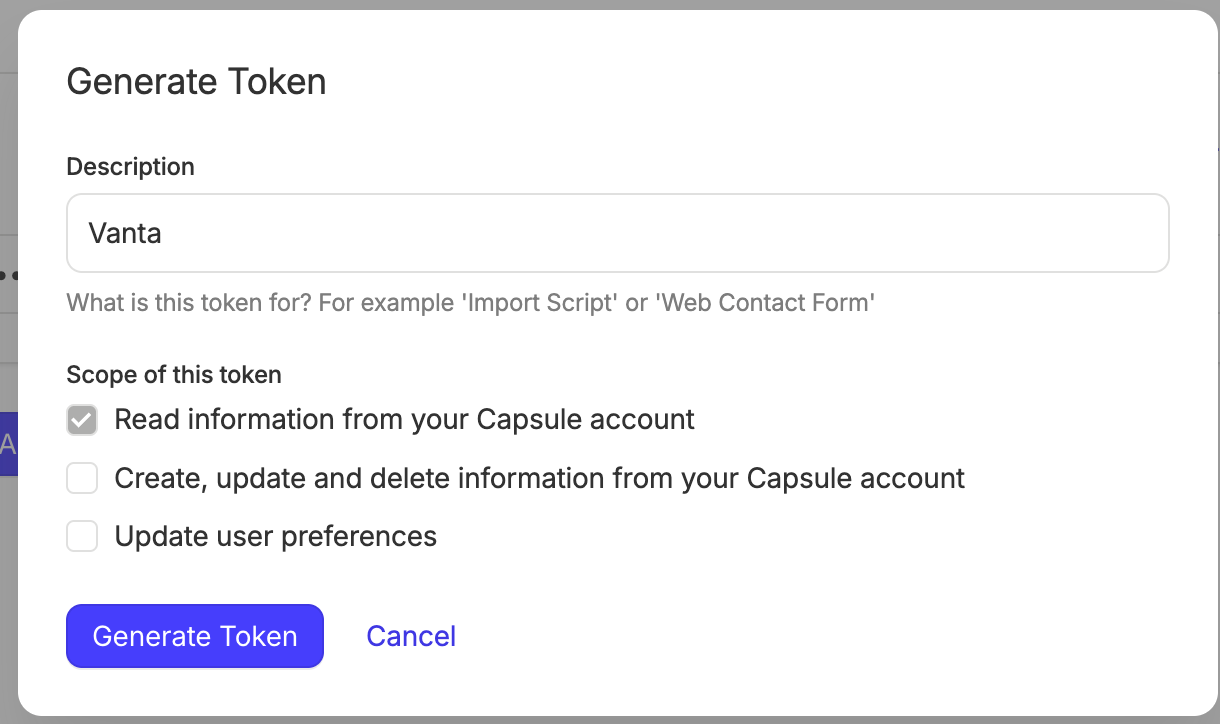 Generate Token
Description
Vanta
What is this token for? For example 'Import Script' or 'Web Contact Form'
Scope of this token
Read information from your Capsule account
Create, update and delete information from your Capsule account
Update user preferences
A
Generate Token Cancel